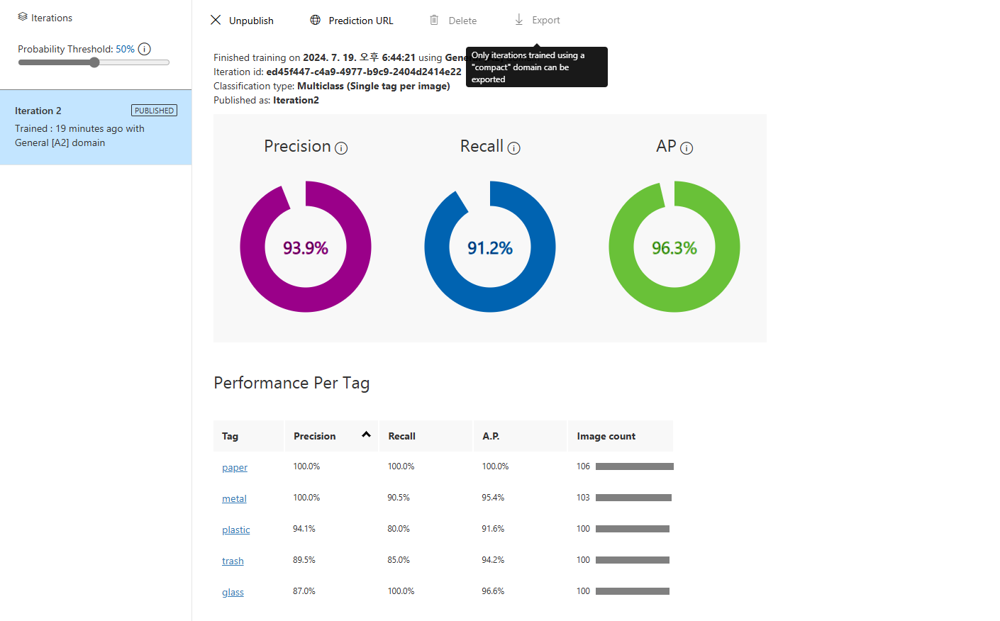 Iterations
Probability Threshold: 50%
Iteration 2 PUBLISHED
Trained : 19 minutes ago with
General [A2] domain
Unpublish Prediction URL Delete Export
Only iterations trained using a
"compact" domain can be
exported
Finished training on 2024. 7. 19. 오후 6:44:21 using
Iteration id: ed45f447-c4a9-4977-b9c9-2404d2414e22
Classification type: Multiclass (Single tag per image)
Published as: Iteration2
Precision Recall AP
93.9% 91.2% 96.3%
Performance Per Tag
Tag Precision Recall A.P. Image count
paper 100.0% 100.0% 100.0% 106
metal 100.0% 90.5% 95.4% 103
plastic 94.1% 80.0% 91.6% 100
trash 89.5% 85.0% 94.2% 100
glass 87.0% 100.0% 96.6% 100